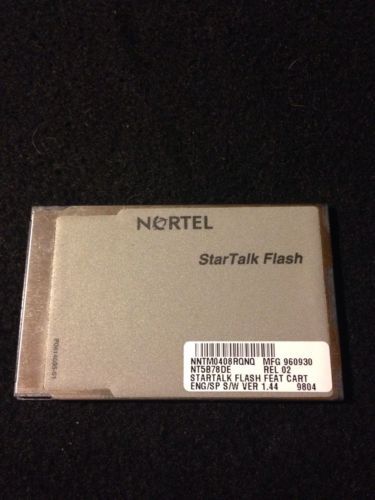 NORTEL
StarTalk Flash
NNTM0408RQNQ MFG 960930
NT5B78DE REL 02
STARTALK FLASH FEAT CART
ENG/SP S/W VER 1.44 9804